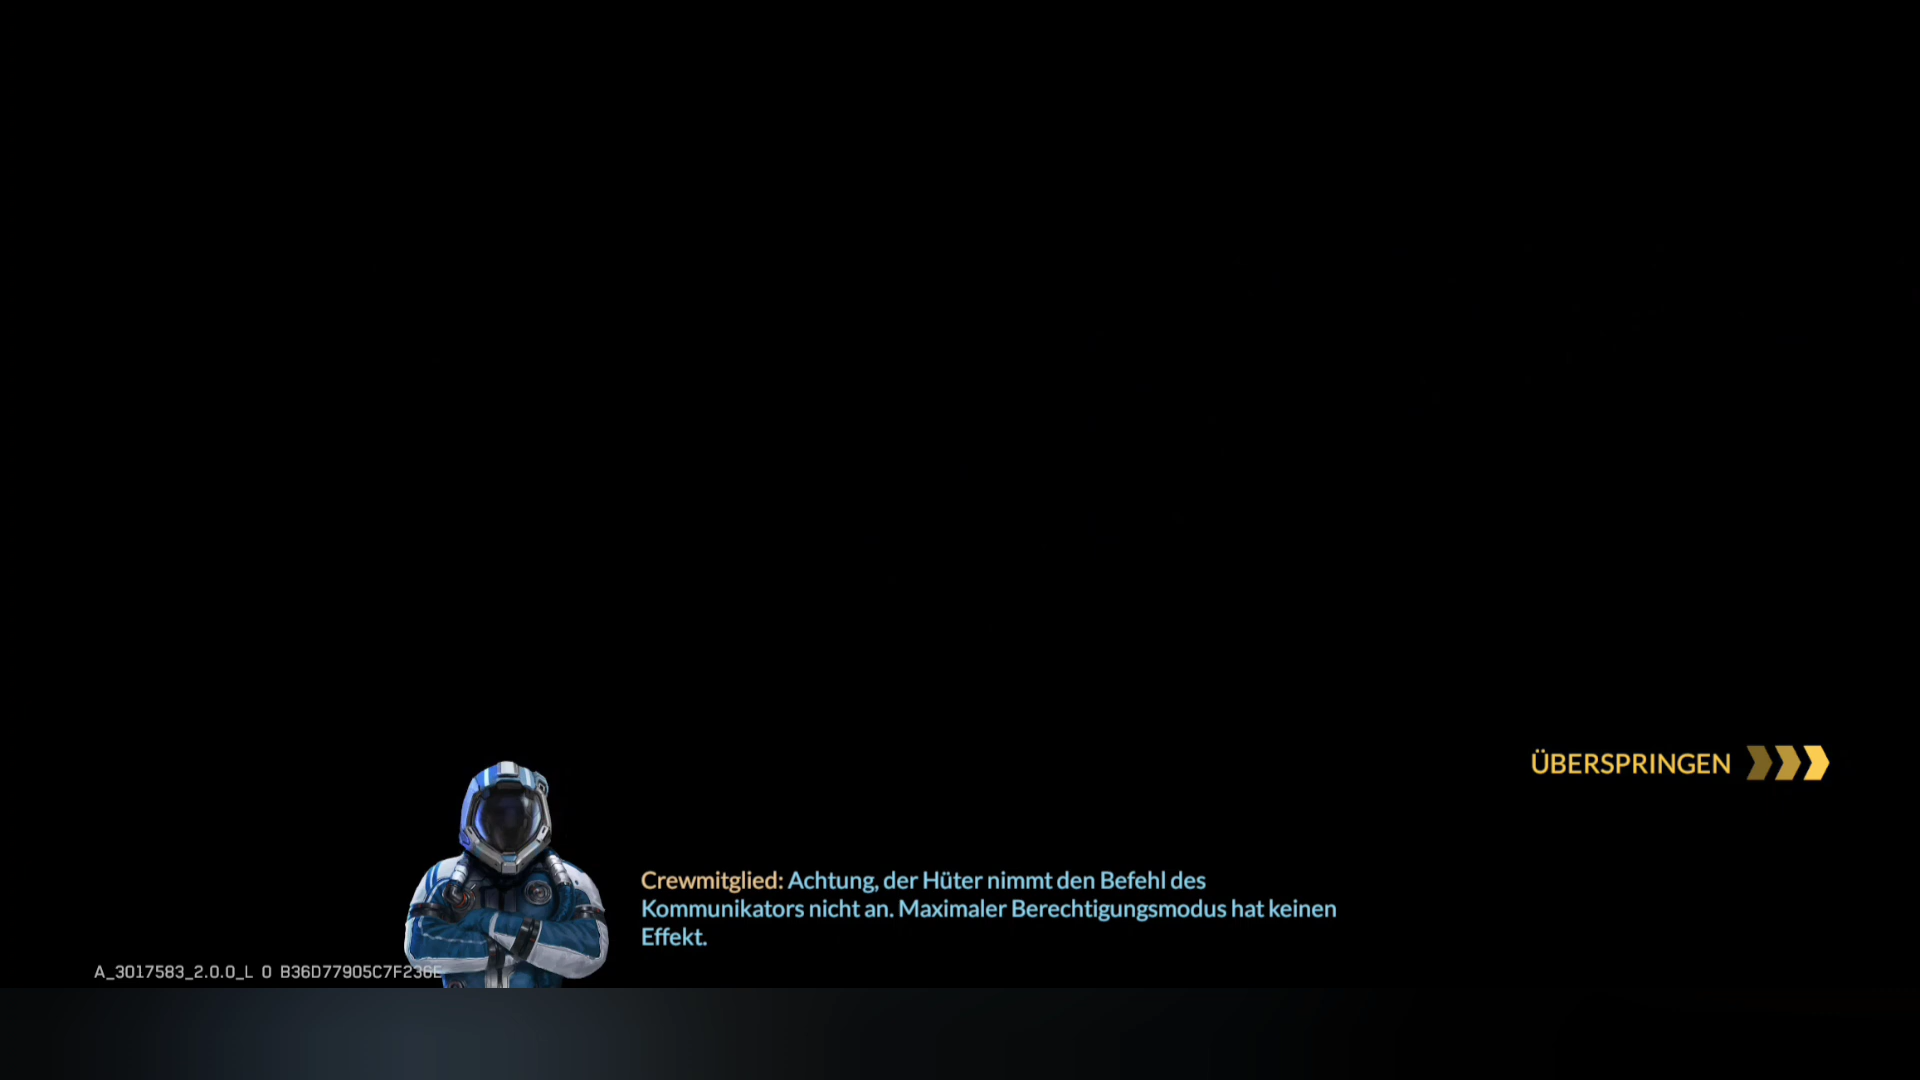 ÜBERSPRINGEN
Crewmitglied: Achtung, der Hüter nimmt den Befehl des
Kommunikators nicht an. Maximaler Berechtigungsmodus hat keinen
Effekt.
A_3017583_2.0.0_L 0 B36D77905C7F236E